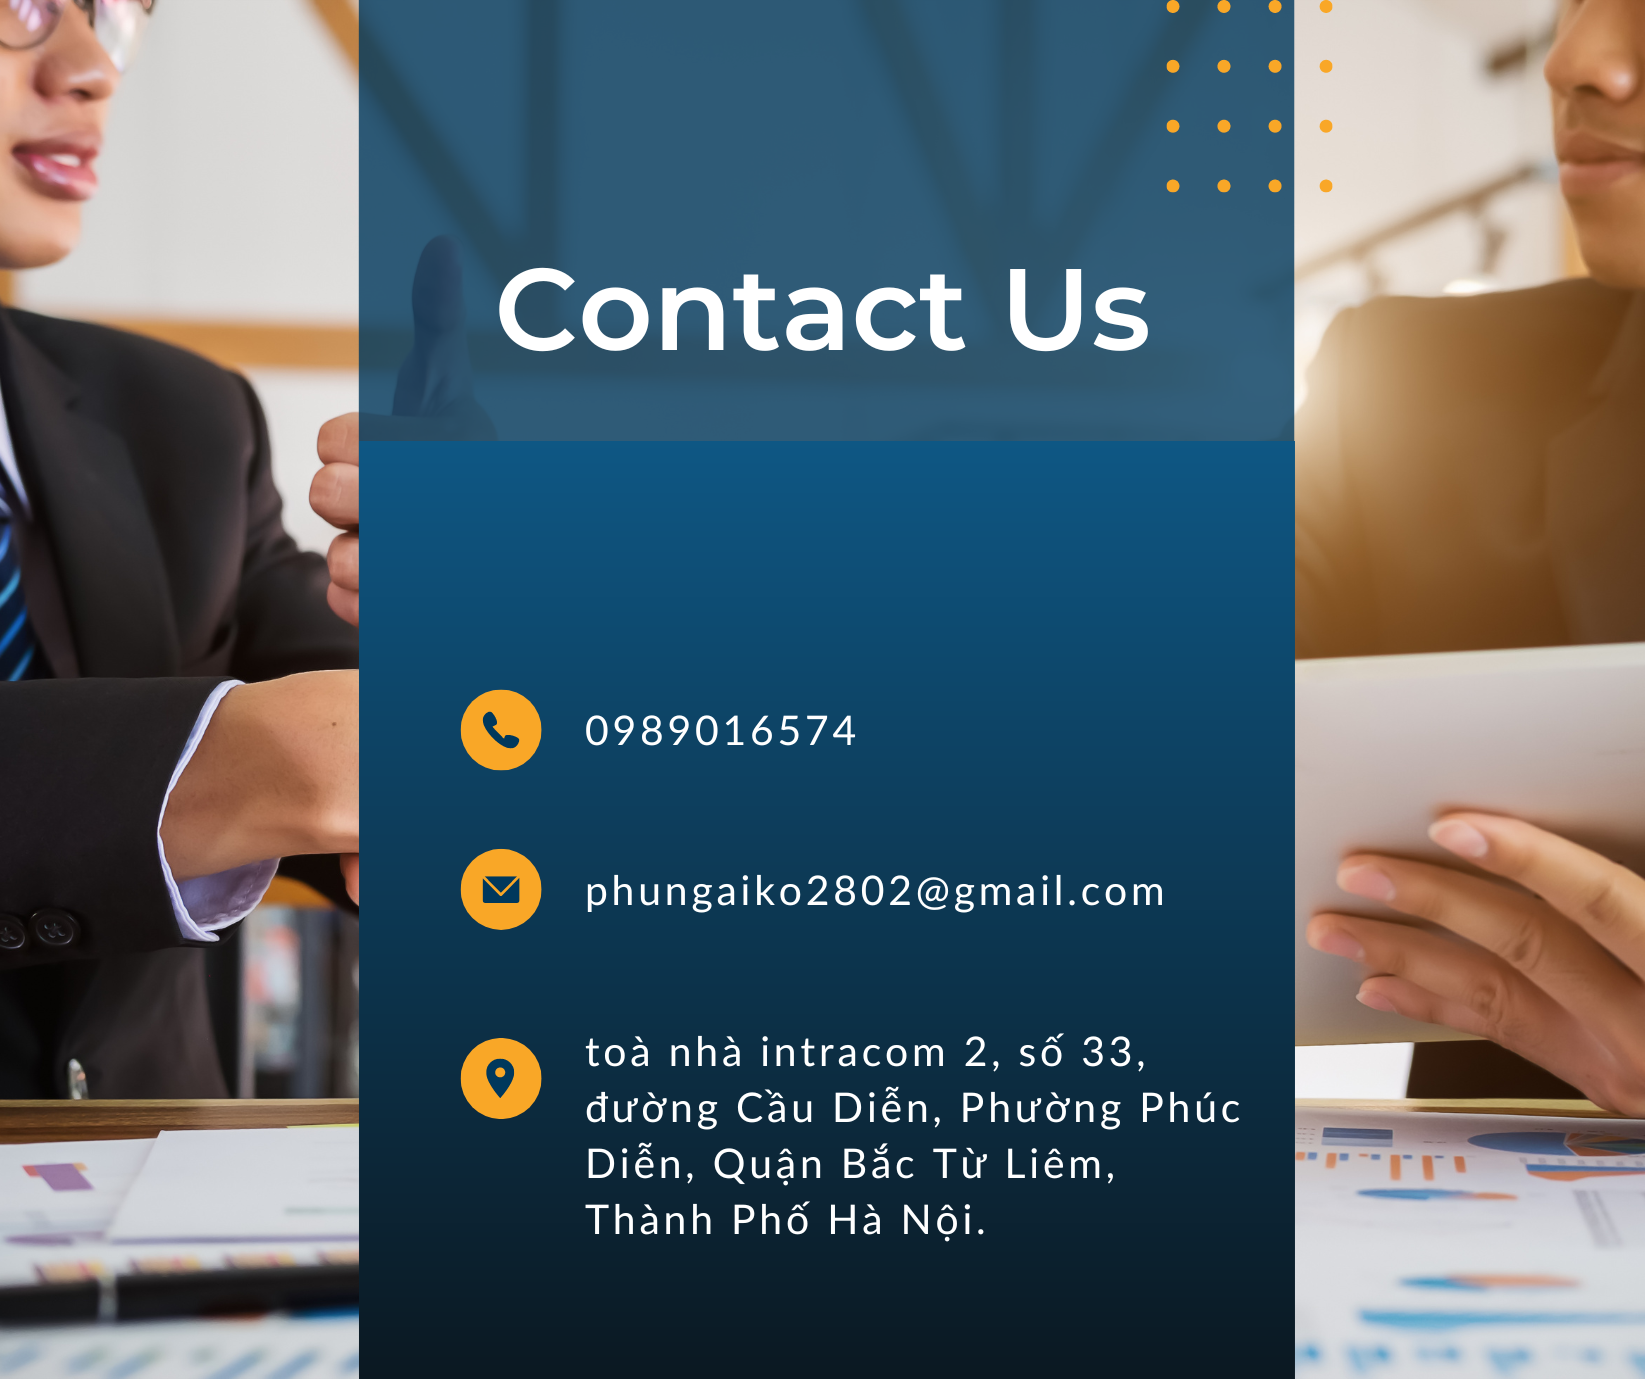 Contact Us
0989016574
phungaiko2802@gmail.com
toà nhà intracom 2, số 33,
đường Cầu Diễn, Phường Phúc
Diễn, Quận Bắc Từ Liêm,
Thành Phố Hà Nội.